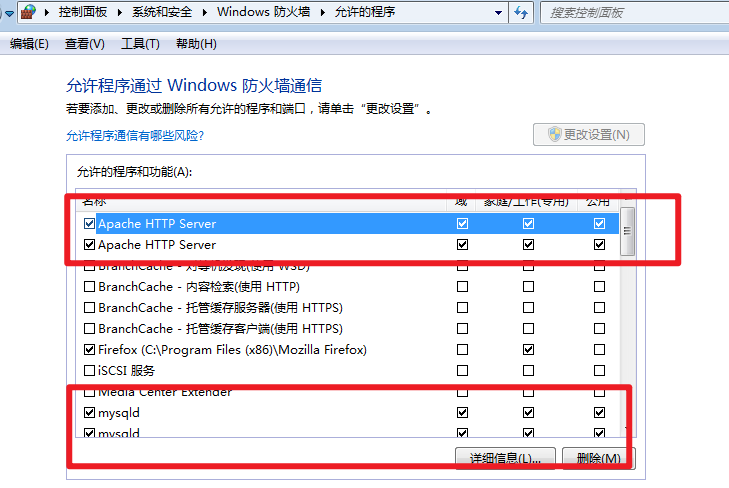 控制面板 系统和安全 Windows 防火墙 允许的程序 搜索控制面板
编辑(E) 查看(V) 工具(T) 帮助(H)
允许程序通过 Windows 防火墙通信
若要添加、更改或删除所有允许的程序和端口，请单击“更改设置”。
允许程序通信有哪些风险? 更改设置(N)
允许的程序和功能(A):
名称 域 家庭/工作(专用) 公用
Apache HTTP Server
Apache HTTP Server
BranchCache - 对等机发现(使用 WSD)
BranchCache - 内容检索(使用 HTTP)
BranchCache - 托管缓存服务器(使用 HTTPS)
BranchCache - 托管缓存客户端(使用 HTTPS)
Firefox (C:\Program Files (x86)\Mozilla Firefox)
iSCSI 服务
Media Center Extender
mysqld
mysqld
详细信息(L)... 删除(M)